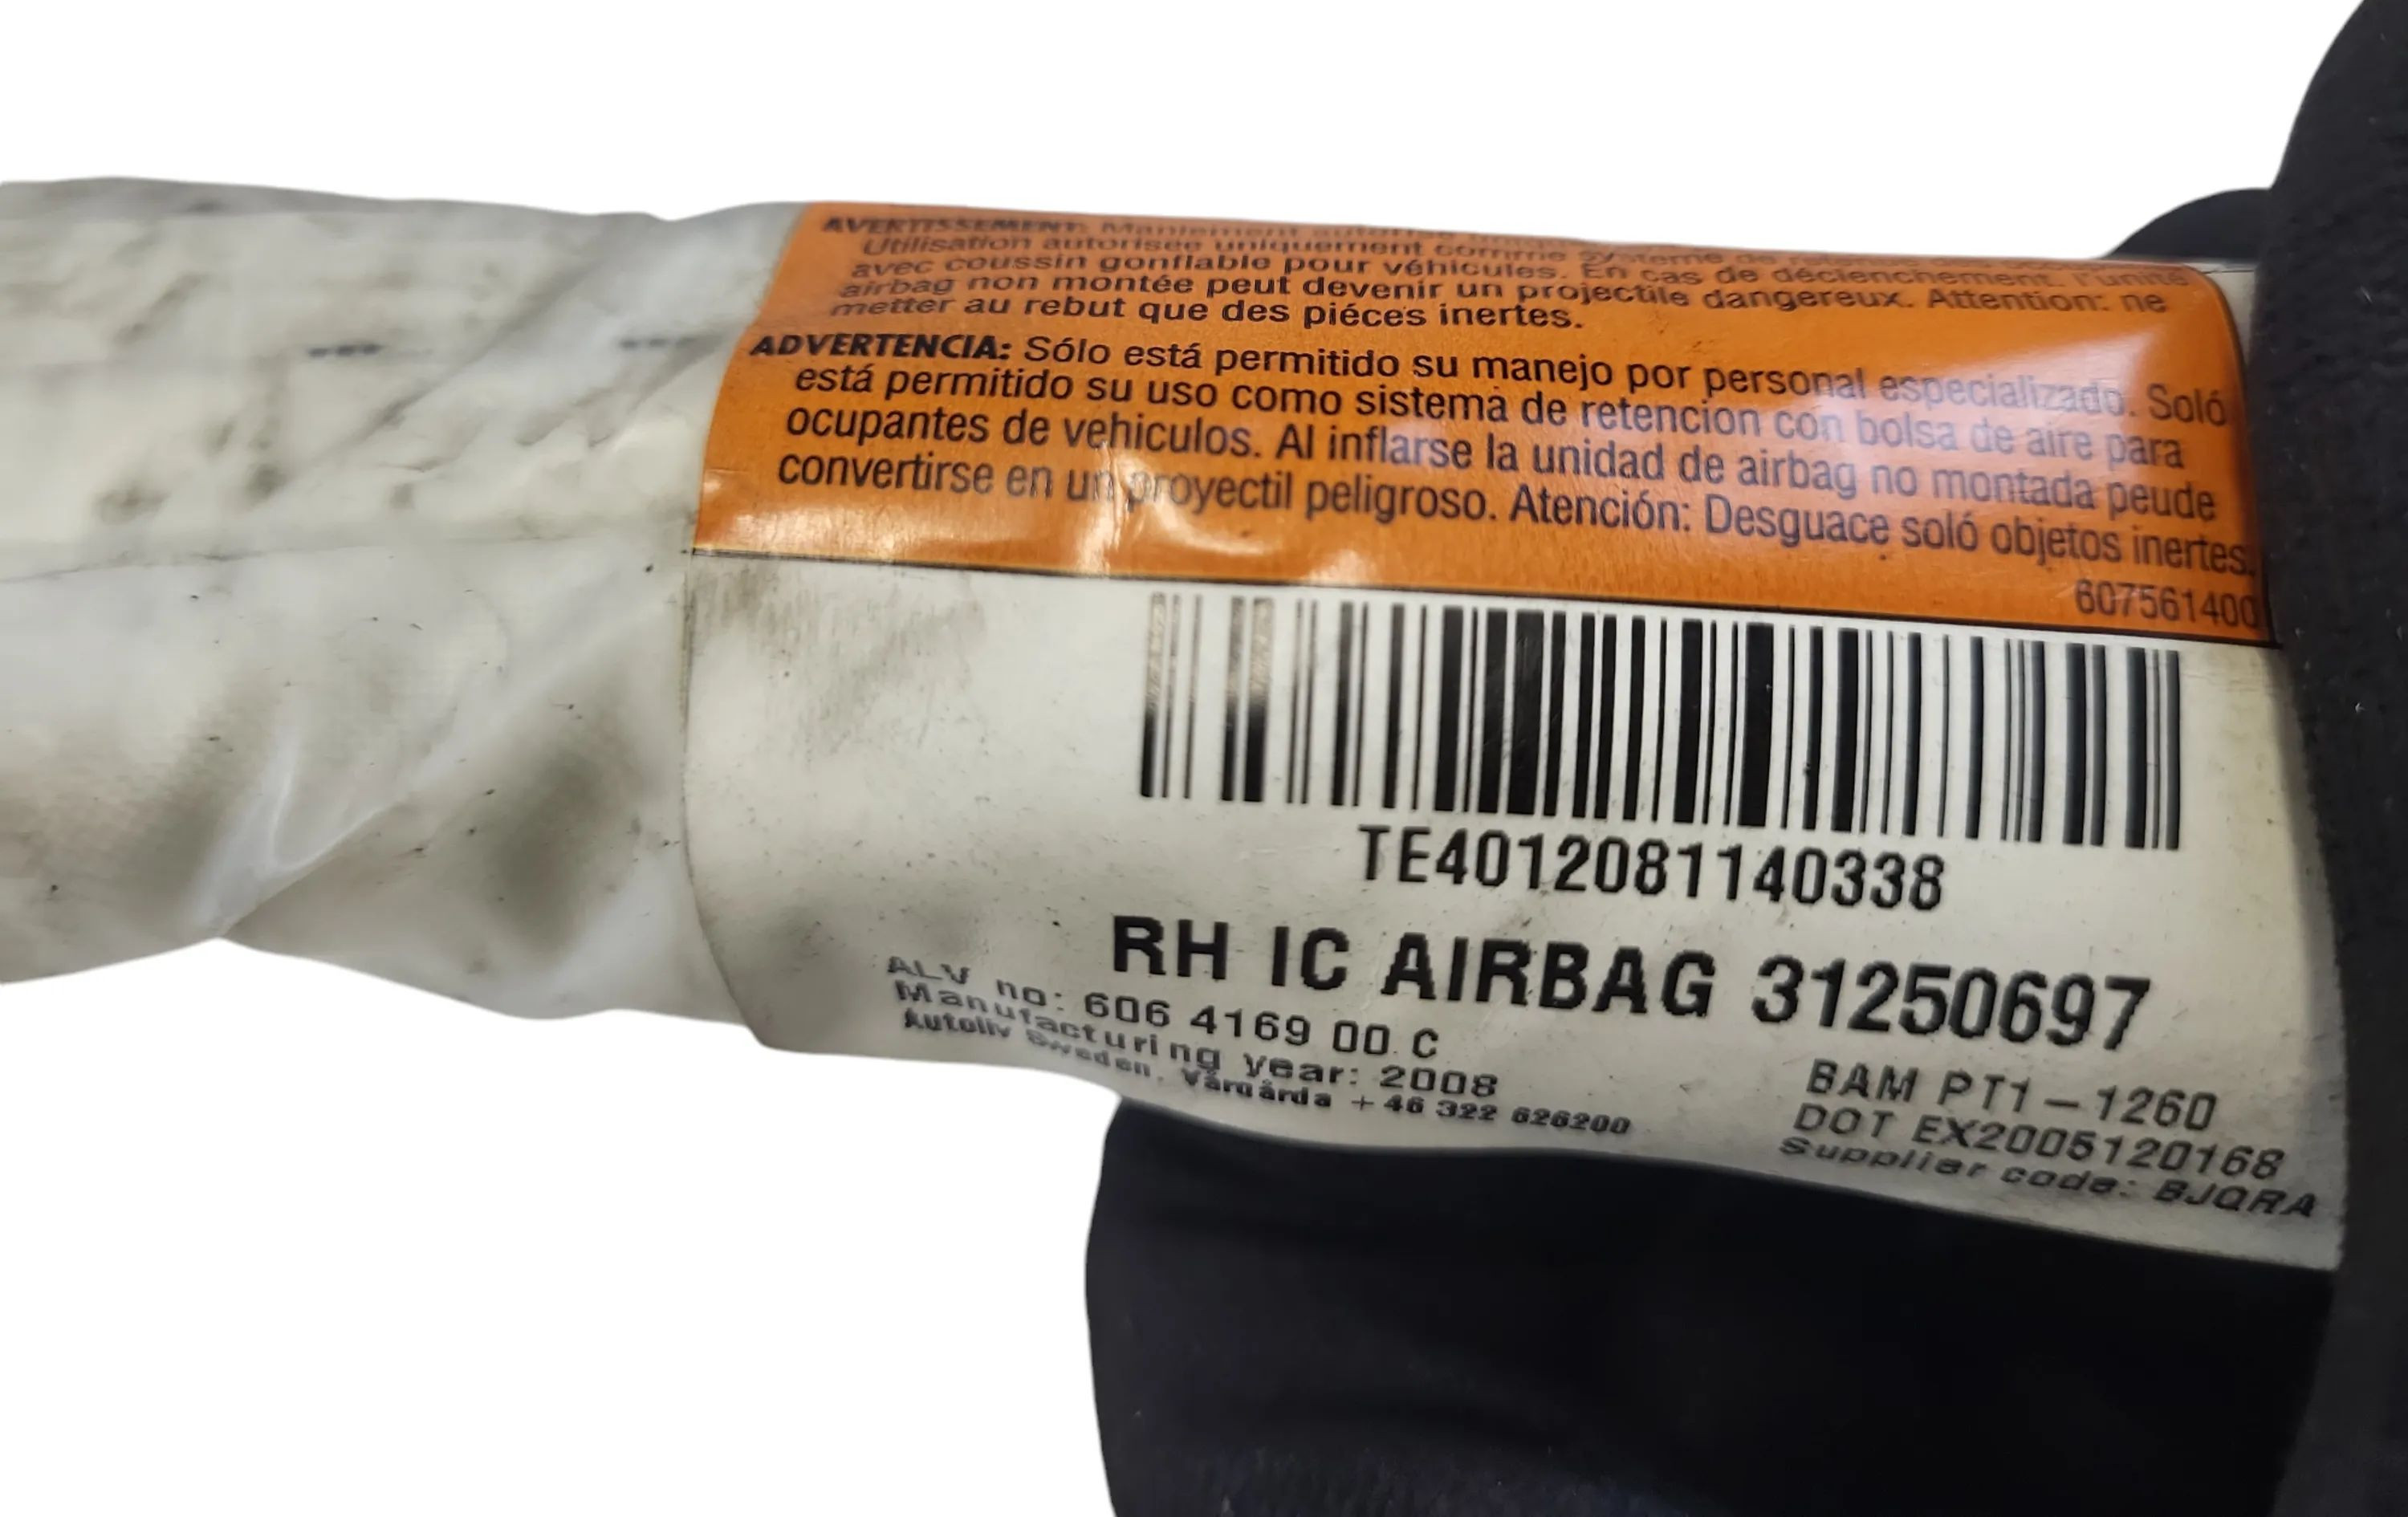 AVERTISSEMENT: Maniement autorisé
Utilisation autorisée uniquement comme système de
avec coussin gonflable pour véhicules. En cas de déclenchement. l'unité
airbag non montée peut devenir un projectile dangereux. Attention: ne
metter au rebut que des piéces inertes.
ADVERTENCIA: Sólo está permitido su manejo por personal especializado. Soló
está permitido su uso como sistema de retencion con bolsa de aire para
ocupantes de vehiculos. Al inflarse la unidad de airbag no montada peude
convertirse en un proyectil peligroso. Atención: Desguace soló objetos inertes.
607561400
TE4012081140338
RH IC AIRBAG 31250697
ALV no: 606 4169 00 C
Manufacturing year: 2008
Autoliv Sweden, Vårgårda +46 322 626200
BAM PT1-1260
DOT EX2005120168
Supplier code: BJQRA